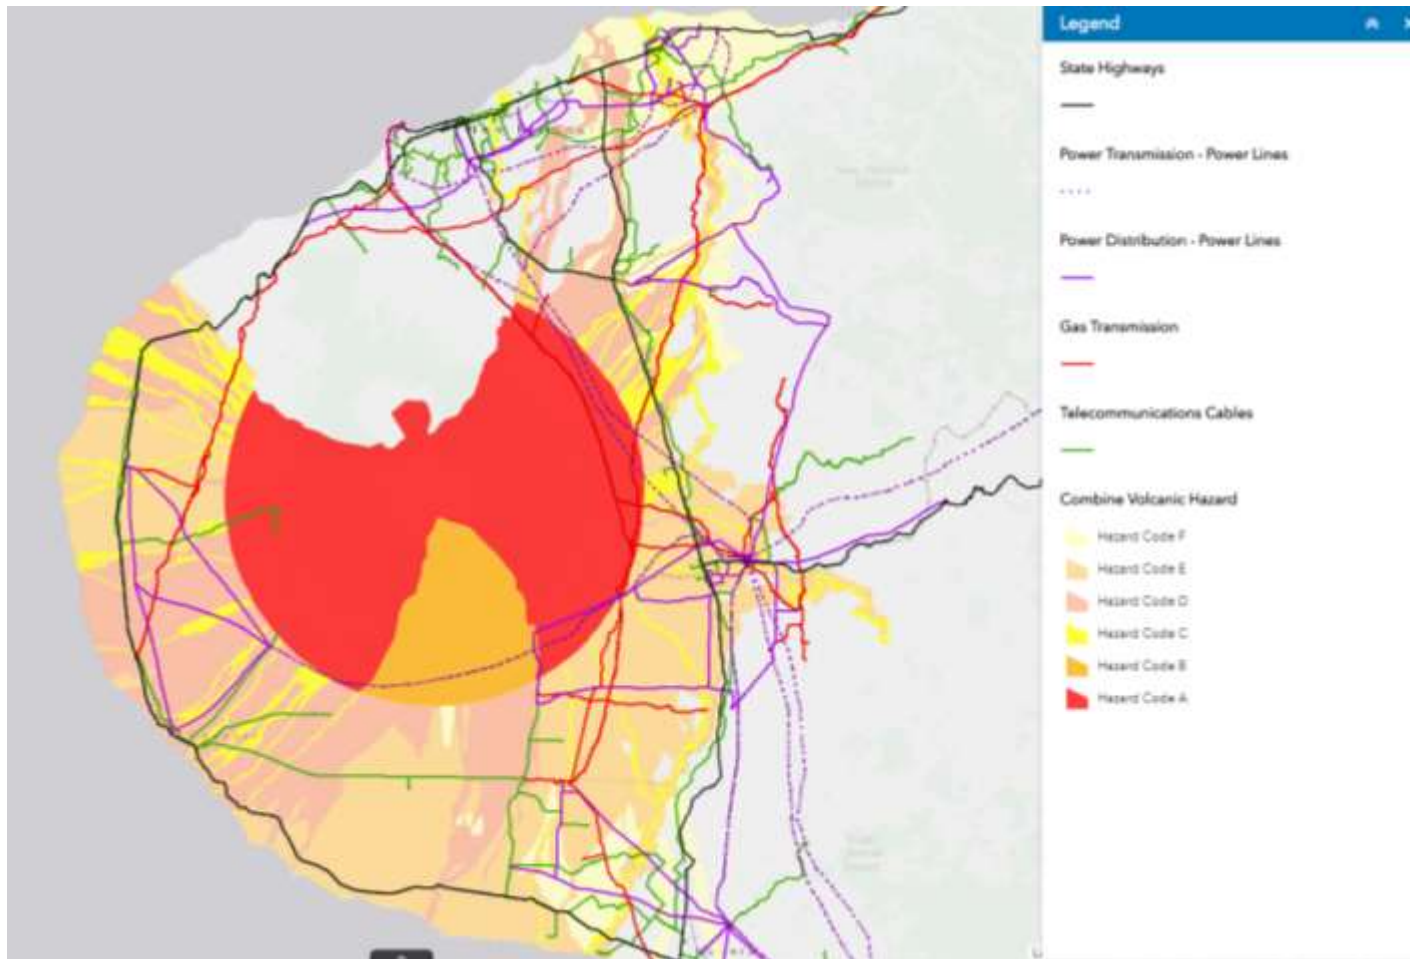 Legend
State Highways
Power Transmission - Power Lines
Power Distribution - Power Lines
Gas Transmission
Telecommunications Cables
Combine Volcanic Hazard
Hazard Code F
Hazard Code E
Hazard Code D
Hazard Code C
Hazard Code B
Hazard Code A